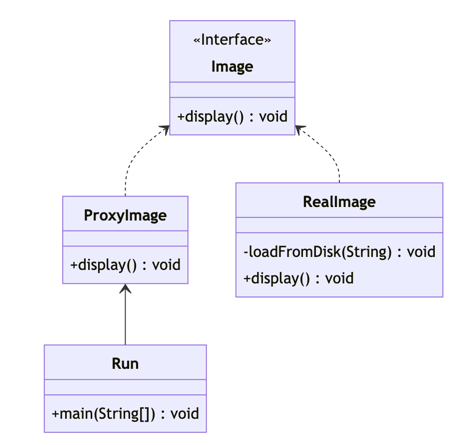 «Interface»
Image
+display() : void
ProxyImage
+display() : void
RealImage
-loadFromDisk(String) : void
+display() : void
Run
+main(String[]) : void